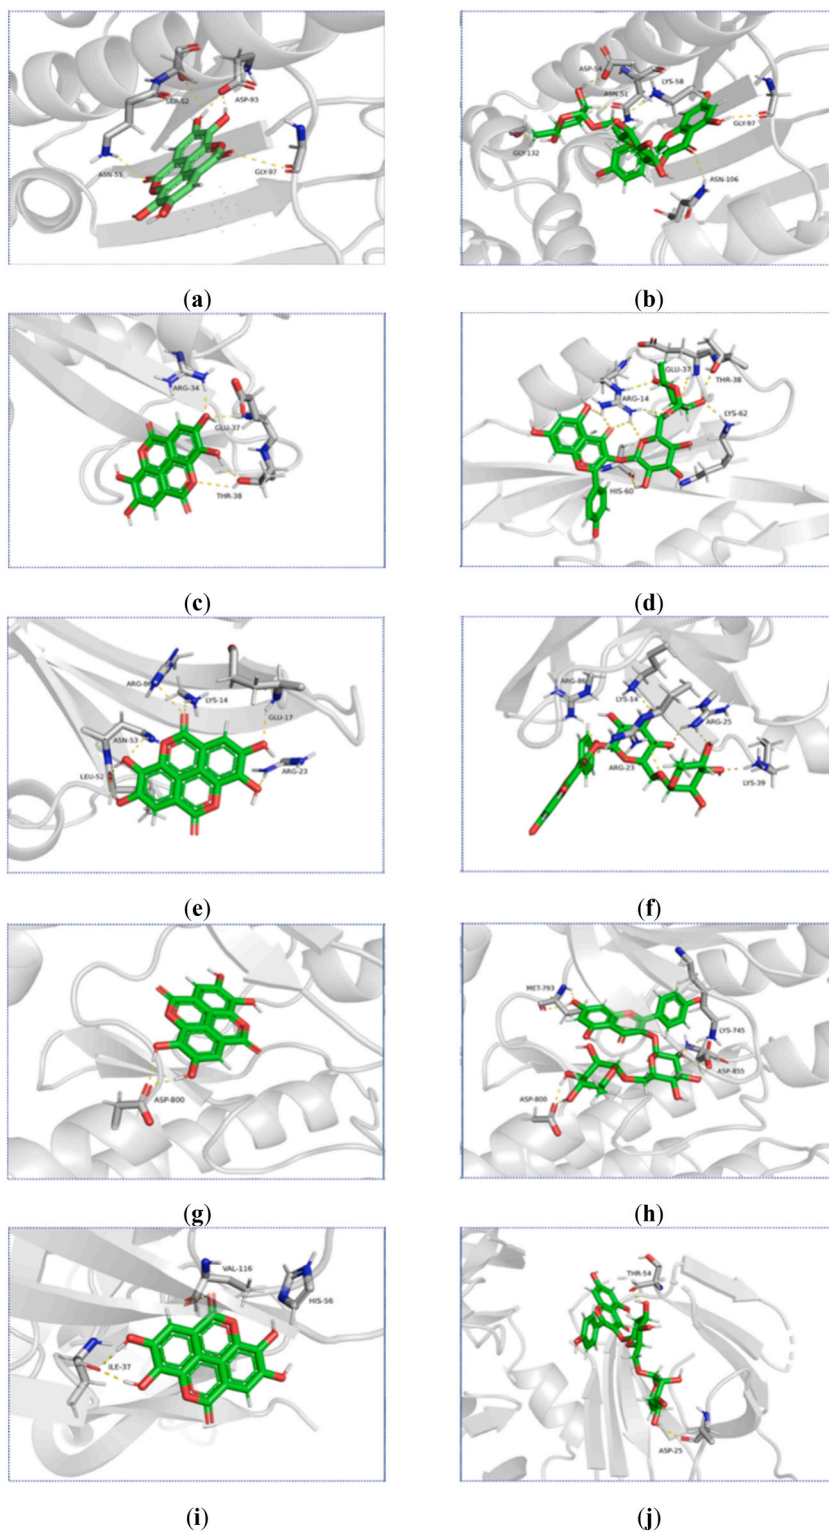 SER-52
ASP-93
ASN-51
GLY-97
(a)
ASP-54
LYS-58
ASN-51
GLY-97
GLY-132
ASN-106
(b)
ARG-34
GLU-37
THR-38
(c)
GLU-37
THR-38
ARG-14
LYS-62
HIS-60
(d)
ARG-86
LYS-14
GLU-17
ASN-53
LEU-52
ARG-23
(e)
ARG-86
LYS-14
ARG-25
ARG-23
LYS-39
(f)
ASP-800
(g)
MET-793
LYS-745
ASP-855
ASP-800
(h)
VAL-116
HIS-56
ILE-37
(i)
THR-54
ASP-25
(j)